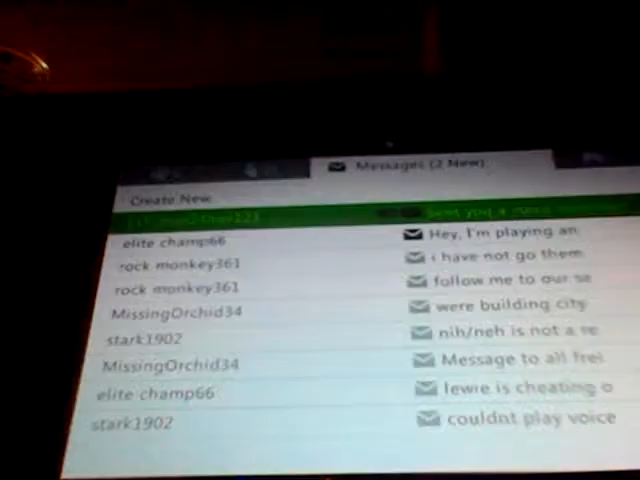 Messages (2 New)
Create New
elite champ66 Hey, I'm playing an
rock monkey361 i have not go them
rock monkey361 follow me to our se
MissingOrchid34 were building city
stark1902 nih/neh is not a re
MissingOrchid34 Message to all frei
elite champ66 lewie is cheating o
stark1902 couldnt play voice